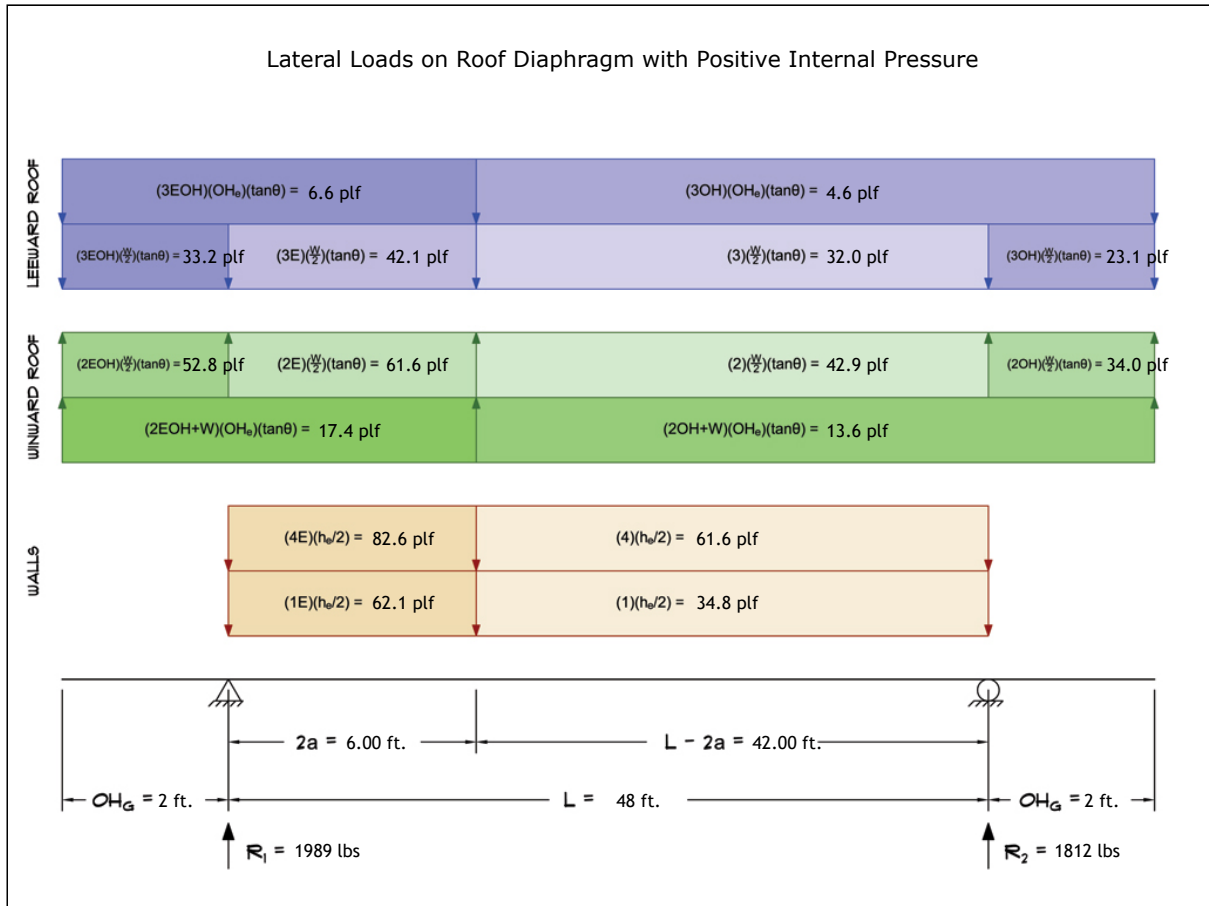 Lateral Loads on Roof Diaphragm with Positive Internal Pressure
LEEWARD ROOF
(3EOH)(OHₑ)(tanθ) = 6.6 plf
(3OH)(OHₑ)(tanθ) = 4.6 plf
(3EOH)(W/2)(tanθ) = 33.2 plf
(3E)(W/2)(tanθ) = 42.1 plf
(3)(W/2)(tanθ) = 32.0 plf
(3OH)(W/2)(tanθ) = 23.1 plf
WINWARD ROOF
(2EOH)(W/2)(tanθ) = 52.8 plf
(2E)(W/2)(tanθ) = 61.6 plf
(2)(W/2)(tanθ) = 42.9 plf
(2OH)(W/2)(tanθ) = 34.0 plf
(2EOH+W)(OHₑ)(tanθ) = 17.4 plf
(2OH+W)(OHₑ)(tanθ) = 13.6 plf
WALLS
(4E)(hₑ/2) = 82.6 plf
(4)(hₑ/2) = 61.6 plf
(1E)(hₑ/2) = 62.1 plf
(1)(hₑ/2) = 34.8 plf
2a = 6.00 ft.
L - 2a = 42.00 ft.
OH_G = 2 ft.
L = 48 ft.
OH_G = 2 ft.
R₁ = 1989 lbs
R₂ = 1812 lbs